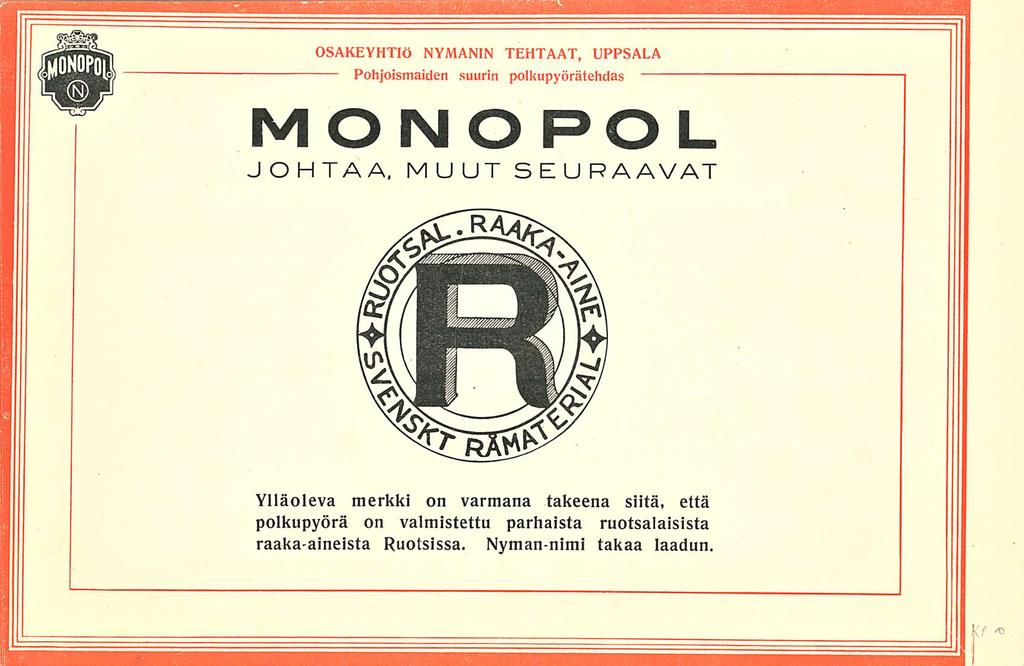 MONOPOL
N
OSAKEYHTIÖ NYMANIN TEHTAAT, UPPSALA
Pohjoismaiden suurin polkupyörätehdas
MONOPOL
JOHTAA, MUUT SEURAAVAT
RUOTSAL. RAAKA-AINE
R
SVENSKT RÅMATERIAL
Ylläoleva merkki on varmana takeena siitä, että
polkupyörä on valmistettu parhaista ruotsalaisista
raaka-aineista Ruotsissa. Nyman-nimi takaa laadun.